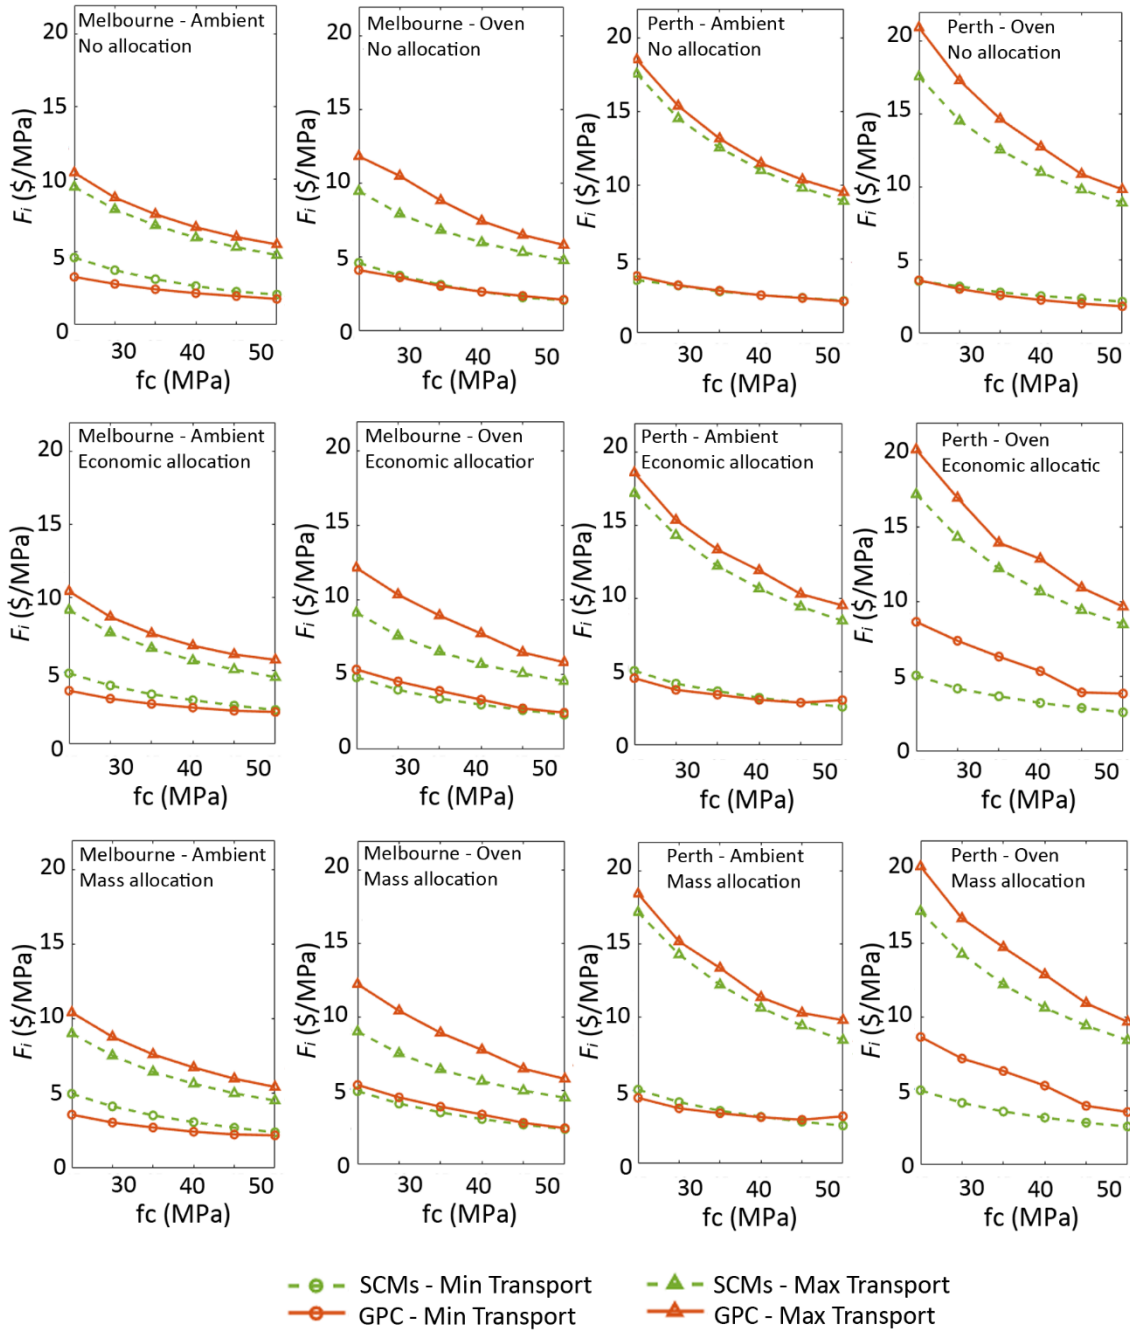 Melbourne - Ambient
No allocation
Fi ($/MPa)
20
15
10
5
0
30 40 50
fc (MPa)
Melbourne - Oven
No allocation
Fi ($/MPa)
20
15
10
5
0
30 40 50
fc (MPa)
Perth - Ambient
No allocation
Fi ($/MPa)
20
15
10
5
0
30 40 50
fc (MPa)
Perth - Oven
No allocation
Fi ($/MPa)
20
15
10
5
0
30 40 50
fc (MPa)
Melbourne - Ambient
Economic allocation
Fi ($/MPa)
20
15
10
5
0
30 40 50
fc (MPa)
Melbourne - Oven
Economic allocatior
Fi ($/MPa)
20
15
10
5
0
30 40 50
fc (MPa)
Perth - Ambient
Economic allocation
Fi ($/MPa)
20
15
10
5
0
30 40 50
fc (MPa)
Perth - Oven
Economic allocatic
Fi ($/MPa)
20
15
10
5
0
30 40 50
fc (MPa)
Melbourne - Ambient
Mass allocation
Fi ($/MPa)
20
15
10
5
0
30 40 50
fc (MPa)
Melbourne - Oven
Mass allocation
Fi ($/MPa)
20
15
10
5
0
30 40 50
fc (MPa)
Perth - Ambient
Mass allocation
Fi ($/MPa)
20
15
10
5
0
30 40 50
fc (MPa)
Perth - Oven
Mass allocation
Fi ($/MPa)
20
15
10
5
0
30 40 50
fc (MPa)
SCMs - Min Transport
SCMs - Max Transport
GPC - Min Transport
GPC - Max Transport